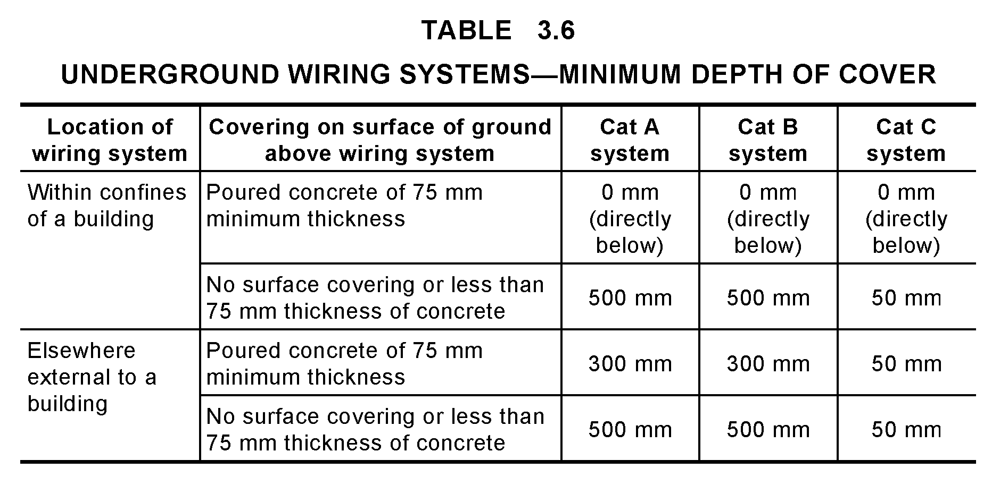 TABLE 3.6
UNDERGROUND WIRING SYSTEMS—MINIMUM DEPTH OF COVER
Location of
wiring system
Covering on surface of ground
above wiring system
Cat A
system
Cat B
system
Cat C
system
Within confines
of a building
Poured concrete of 75 mm
minimum thickness
0 mm
(directly
below)
0 mm
(directly
below)
0 mm
(directly
below)
No surface covering or less than
75 mm thickness of concrete
500 mm
500 mm
50 mm
Elsewhere
external to a
building
Poured concrete of 75 mm
minimum thickness
300 mm
300 mm
50 mm
No surface covering or less than
75 mm thickness of concrete
500 mm
500 mm
50 mm